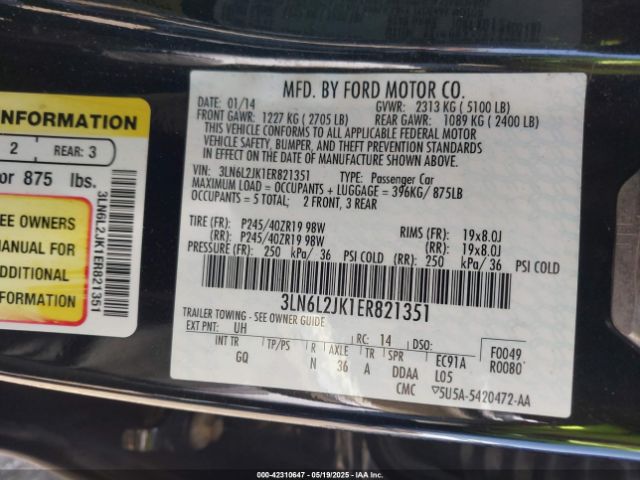 MFD. BY FORD MOTOR CO.
DATE: 01/14 GVWR: 2313 KG ( 5100 LB)
FRONT GAWR: 1227 KG ( 2705 LB) REAR GAWR: 1089 KG ( 2400 LB)
THIS VEHICLE CONFORMS TO ALL APPLICABLE FEDERAL MOTOR
VEHICLE SAFETY, BUMPER, AND THEFT PREVENTION STANDARDS
IN EFFECT ON THE DATE OF MANUFACTURE SHOWN ABOVE.
VIN: 3LN6L2JK1ER821351 TYPE: Passenger Car
MAXIMUM LOAD = OCCUPANTS + LUGGAGE = 396KG/ 875LB
OCCUPANTS = 5 TOTAL; 2 FRONT, 3 REAR
TIRE (FR): P245/40ZR19 98W RIMS (FR): 19x8.0J
(RR): P245/40ZR19 98W (RR): 19x8.0J
PRESSURE (FR): 250 kPa/ 36 PSI COLD (RR): 250 kPa/ 36 PSI COLD
3LN6L2JK1ER821351
TRAILER TOWING - SEE OWNER GUIDE
EXT PNT: UH RC: 14 DSO: F0049
INT TR TP/PS R AXLE TR SPR EC91A R0080
GQ N 36 A DDAA L05
CMC 5U5A-5420472-AA
INFORMATION
2 REAR: 3
or 875 lbs.
SEE OWNERS
MANUAL FOR
ADDITIONAL
INFORMATION
3LN6L2JK1ER821351
000-42310647 - 05/19/2025 - IAAI.COM